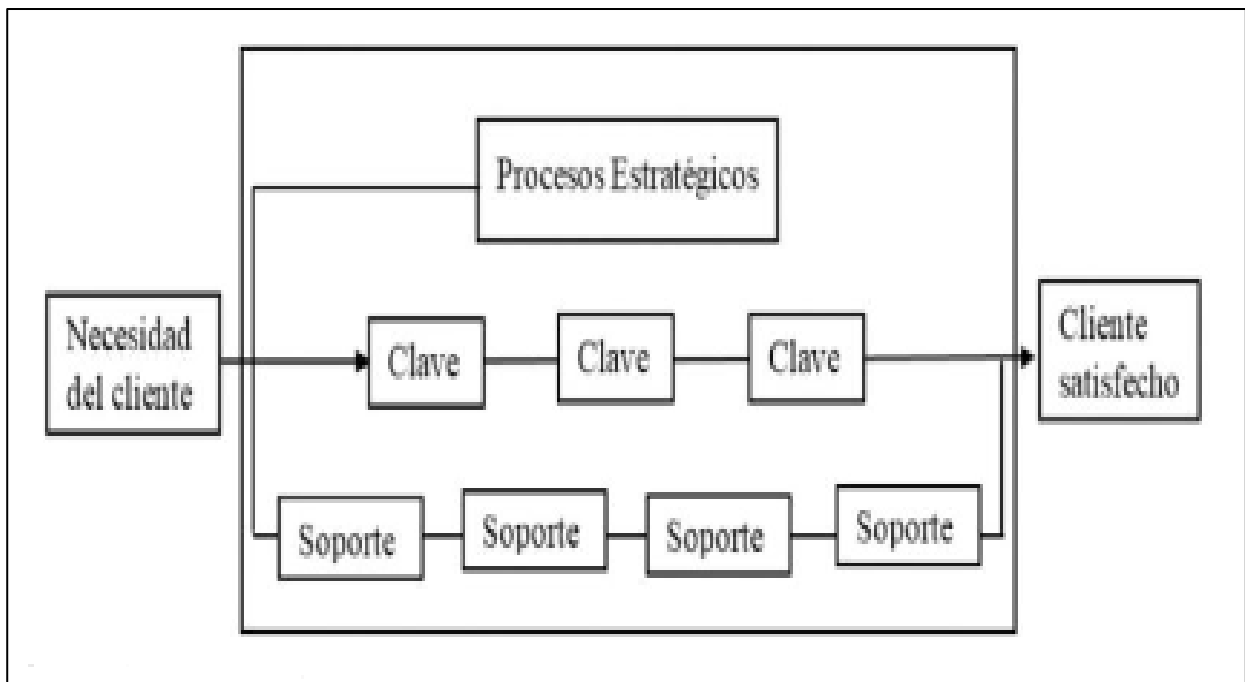 Procesos Estratégicos
Necesidad
del cliente
Clave
Clave
Clave
Cliente
satisfecho
Soporte
Soporte
Soporte
Soporte